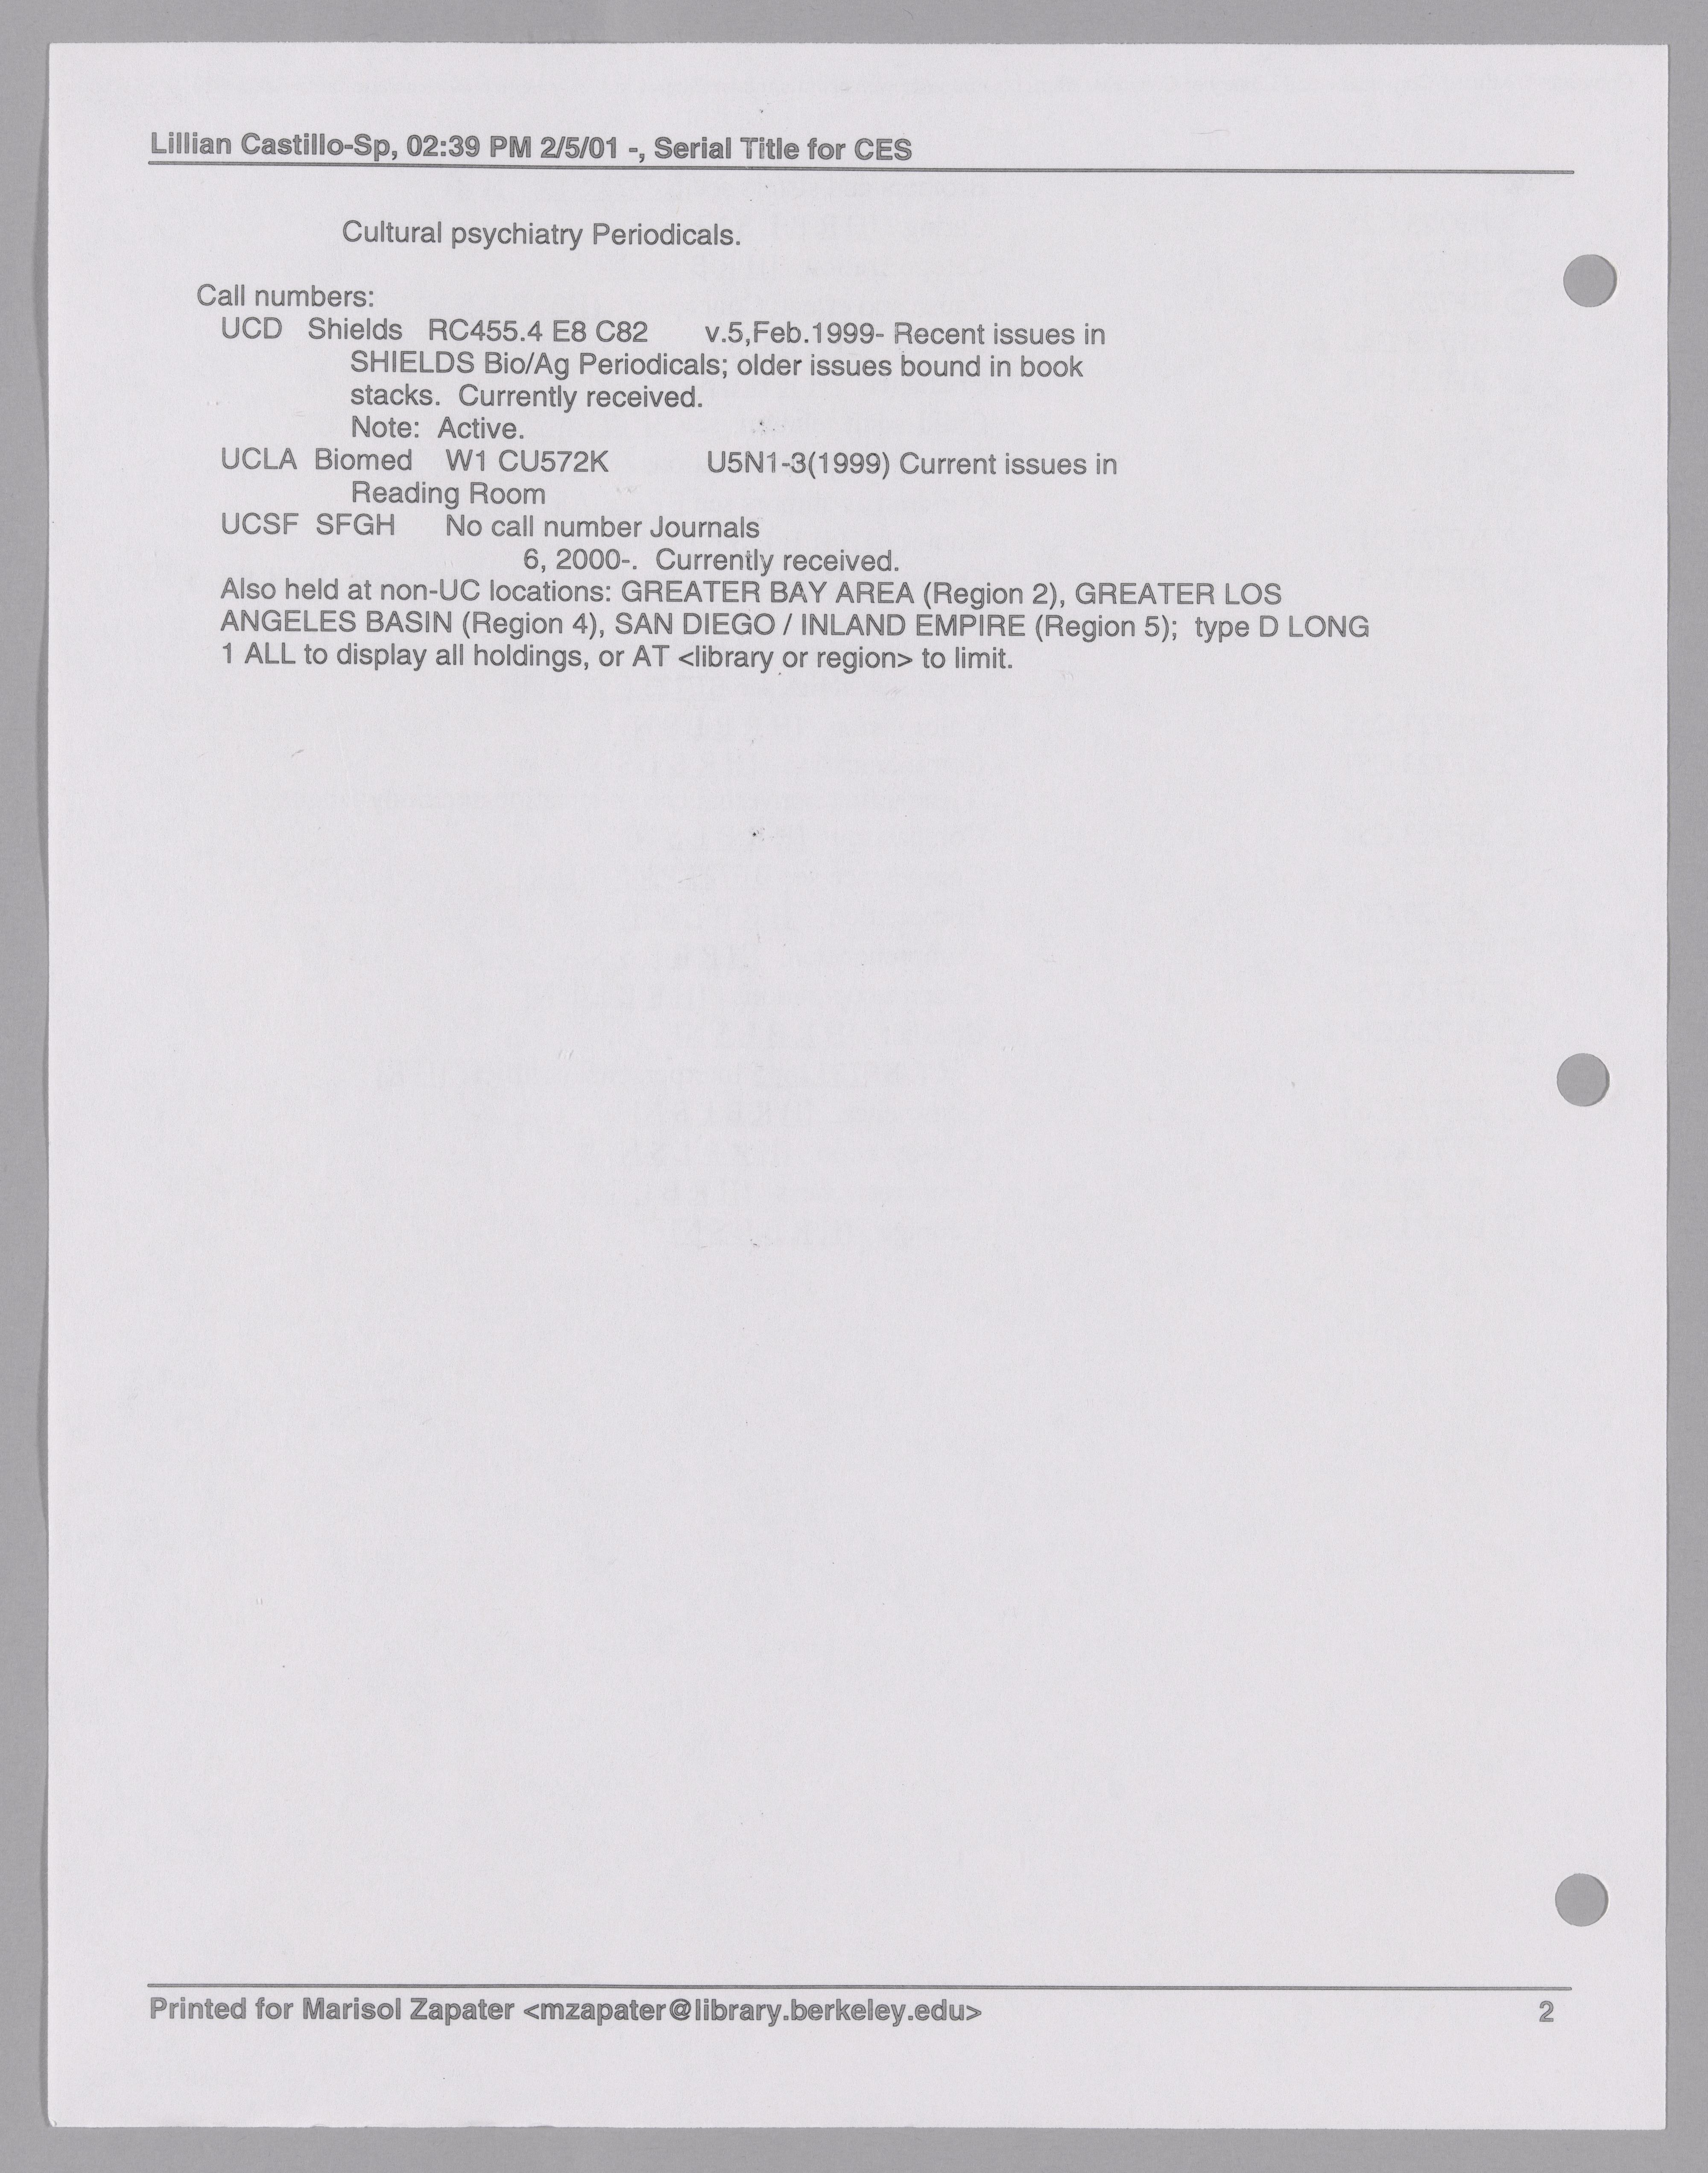 Lillian Castillo-Sp, 02:39 PM 2/5/01 -, Serial Title for CES
Cultural psychiatry Periodicals.
Call numbers:
UCD Shields RC455.4 E8 C82 v.5,Feb.1999- Recent issues in
SHIELDS Bio/Ag Periodicals; older issues bound in book
stacks. Currently received.
Note: Active.
UCLA Biomed W1 CU572K U5N1-3(1999) Current issues in
Reading Room
UCSF SFGH No call number Journals
6, 2000-. Currently received.
Also held at non-UC locations: GREATER BAY AREA (Region 2), GREATER LOS
ANGELES BASIN (Region 4), SAN DIEGO / INLAND EMPIRE (Region 5); type D LONG
1 ALL to display all holdings, or AT <library or region> to limit.
Printed for Marisol Zapater <mzapater@library.berkeley.edu> 2